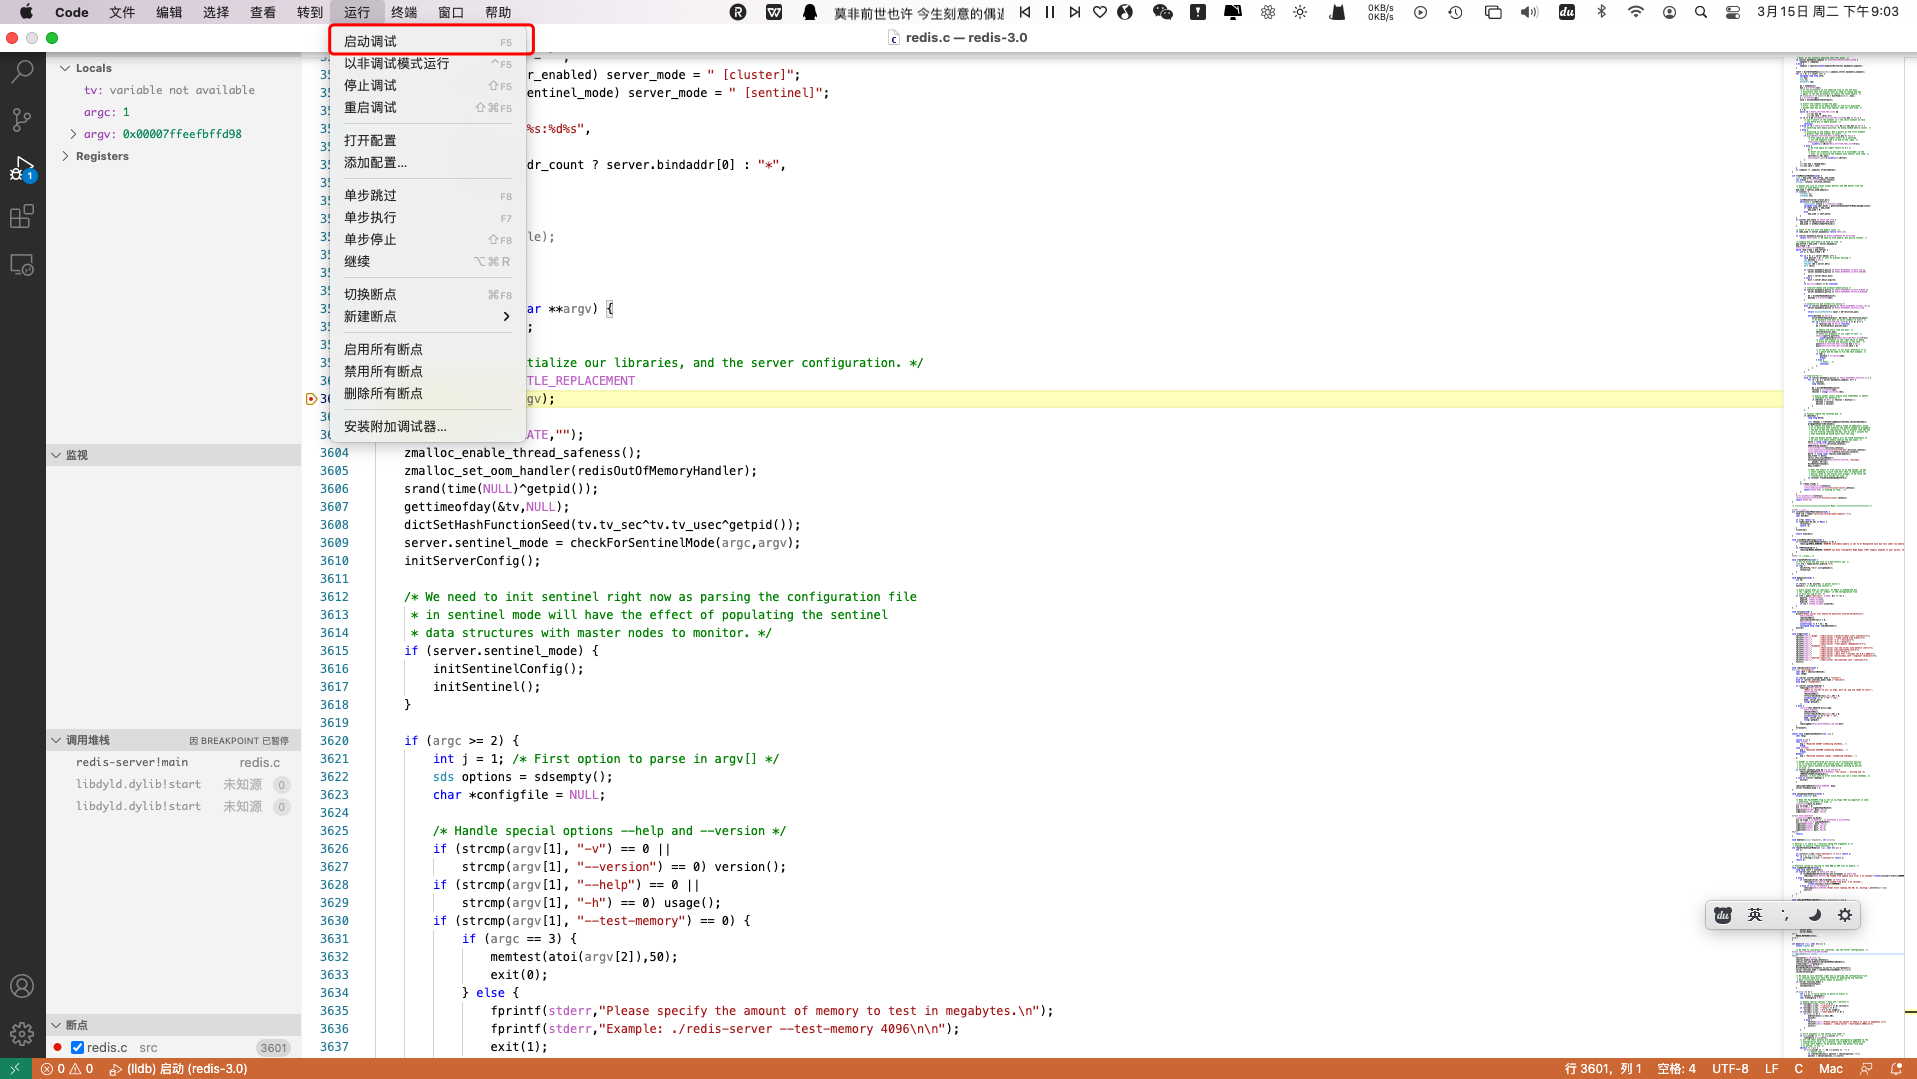 Code 文件 编辑 选择 查看 转到 运行 终端 窗口 帮助
莫非前世也许 今生刻意的偶
0KB/s
0KB/s
3月15日 周二 下午9:03
redis.c — redis-3.0
启动调试 F5
以非调试模式运行 ^F5
停止调试 ⇧F5
重启调试 ⇧⌘F5
打开配置
添加配置...
单步跳过 F8
单步执行 F7
单步停止 ⇧F8
继续 ⌥⌘R
切换断点 ⌘F8
新建断点
启用所有断点
禁用所有断点
删除所有断点
安装附加调试器...
Locals
tv: variable not available
argc: 1
argv: 0x00007ffeefbffd98
Registers
1
监视
调用堆栈 因 BREAKPOINT 已暂停
redis-server!main redis.c
libdyld.dylib!start 未知源 0
libdyld.dylib!start 未知源 0
断点
redis.c src 3601
r_enabled) server_mode = " [cluster]";
entinel_mode) server_mode = " [sentinel]";
%s:%d%s",
dr_count ? server.bindaddr[0] : "*",
le);
ar **argv) {
;
tialize our libraries, and the server configuration. */
TLE_REPLACEMENT
gv);
ATE,"");
3604 zmalloc_enable_thread_safeness();
3605 zmalloc_set_oom_handler(redisOutOfMemoryHandler);
3606 srand(time(NULL)^getpid());
3607 gettimeofday(&tv,NULL);
3608 dictSetHashFunctionSeed(tv.tv_sec^tv.tv_usec^getpid());
3609 server.sentinel_mode = checkForSentinelMode(argc,argv);
3610 initServerConfig();
3611
3612 /* We need to init sentinel right now as parsing the configuration file
3613 * in sentinel mode will have the effect of populating the sentinel
3614 * data structures with master nodes to monitor. */
3615 if (server.sentinel_mode) {
3616 initSentinelConfig();
3617 initSentinel();
3618 }
3619
3620 if (argc >= 2) {
3621 int j = 1; /* First option to parse in argv[] */
3622 sds options = sdsempty();
3623 char *configfile = NULL;
3624
3625 /* Handle special options --help and --version */
3626 if (strcmp(argv[1], "-v") == 0 ||
3627 strcmp(argv[1], "--version") == 0) version();
3628 if (strcmp(argv[1], "--help") == 0 ||
3629 strcmp(argv[1], "-h") == 0) usage();
3630 if (strcmp(argv[1], "--test-memory") == 0) {
3631 if (argc == 3) {
3632 memtest(atoi(argv[2]),50);
3633 exit(0);
3634 } else {
3635 fprintf(stderr,"Please specify the amount of memory to test in megabytes.\n");
3636 fprintf(stderr,"Example: ./redis-server --test-memory 4096\n\n");
3637 exit(1);
du 英
0 0 (lldb) 启动 (redis-3.0)
行 3601，列 1 空格: 4 UTF-8 LF C Mac